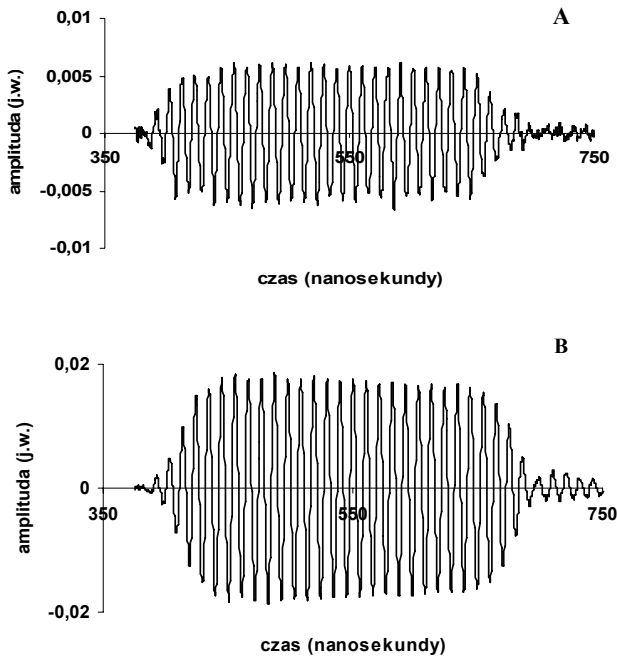 A
0,01
0,005
0
-0,005
-0,01
350
550
750
amplituda (j.w.)
czas (nanosekundy)
B
0,02
0
-0,02
350
550
750
amplituda (j.w.)
czas (nanosekundy)